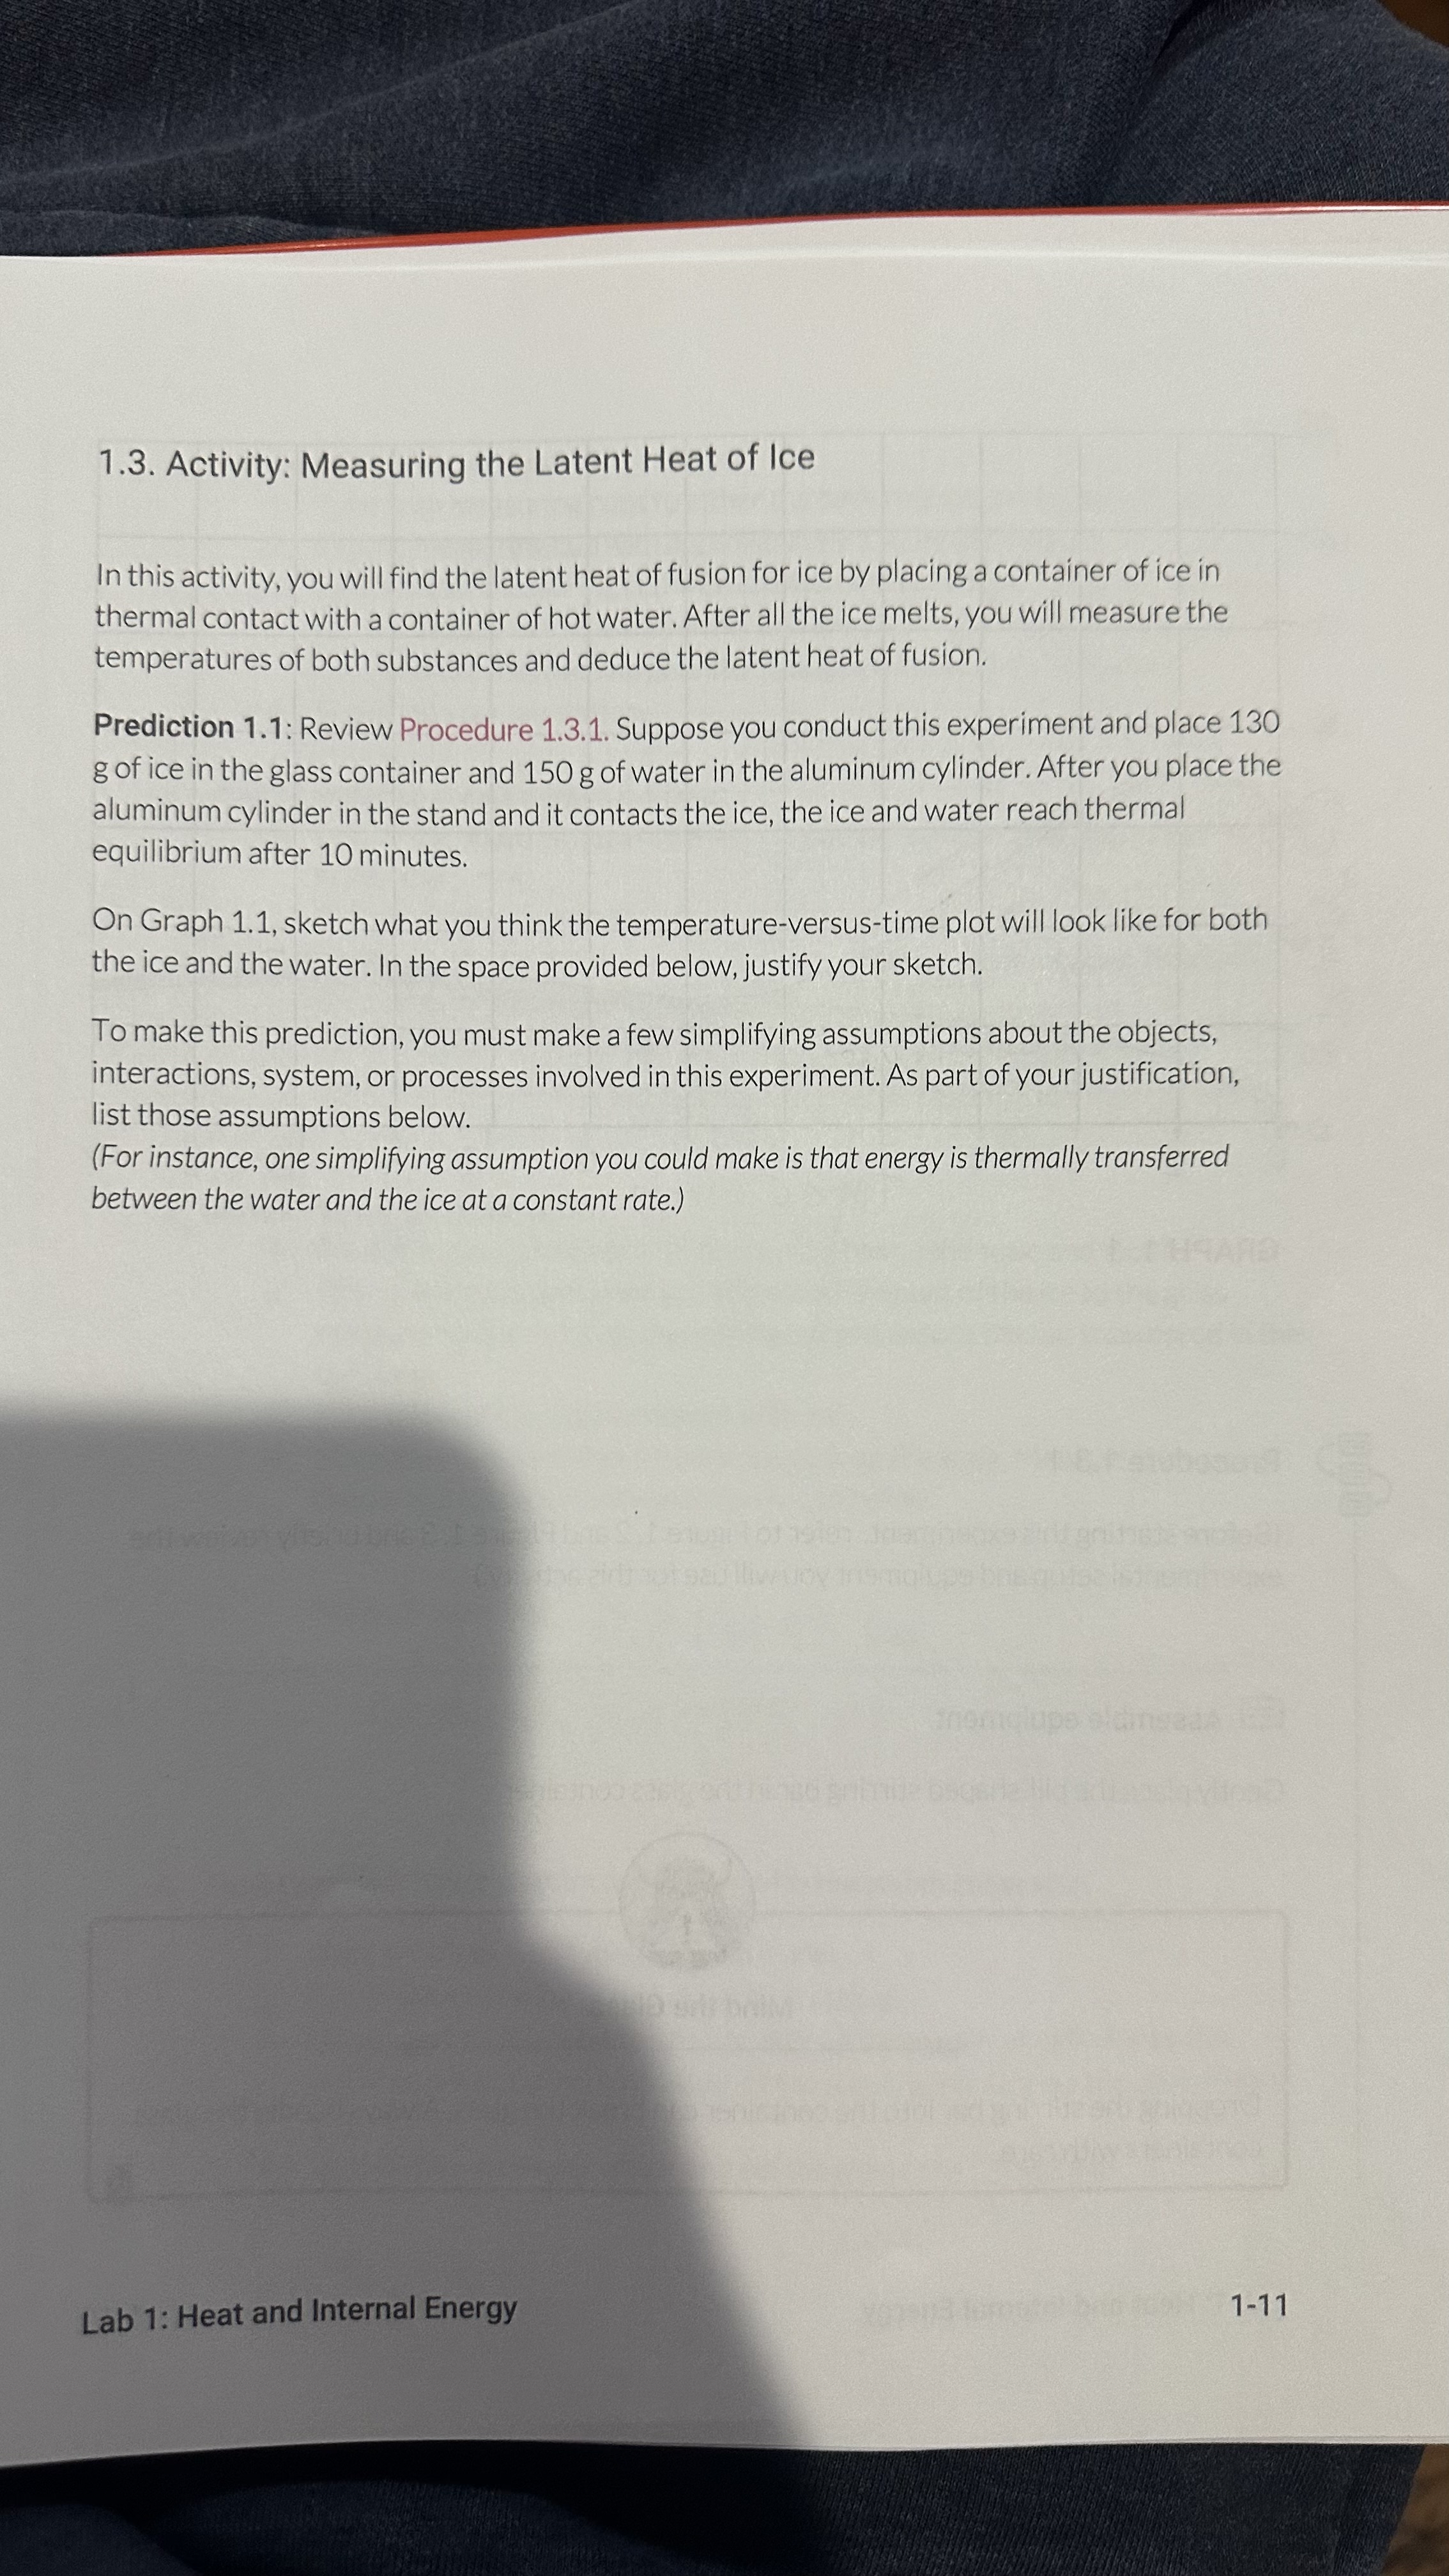 1.3. Activity: Measuring the Latent Heat of Ice
In this activity, you will find the latent heat of fusion for ice by placing a container of ice in
thermal contact with a container of hot water. After all the ice melts, you will measure the
temperatures of both substances and deduce the latent heat of fusion.
Prediction 1.1: Review Procedure 1.3.1. Suppose you conduct this experiment and place 130
g of ice in the glass container and 150 g of water in the aluminum cylinder. After you place the
aluminum cylinder in the stand and it contacts the ice, the ice and water reach thermal
equilibrium after 10 minutes.
On Graph 1.1, sketch what you think the temperature-versus-time plot will look like for both
the ice and the water. In the space provided below, justify your sketch.
To make this prediction, you must make a few simplifying assumptions about the objects,
interactions, system, or processes involved in this experiment. As part of your justification,
list those assumptions below.
(For instance, one simplifying assumption you could make is that energy is thermally transferred
between the water and the ice at a constant rate.)
GRAPH 1.1
Procedure 1.3.1
Assemble equipment
Lab 1: Heat and Internal Energy
1-11